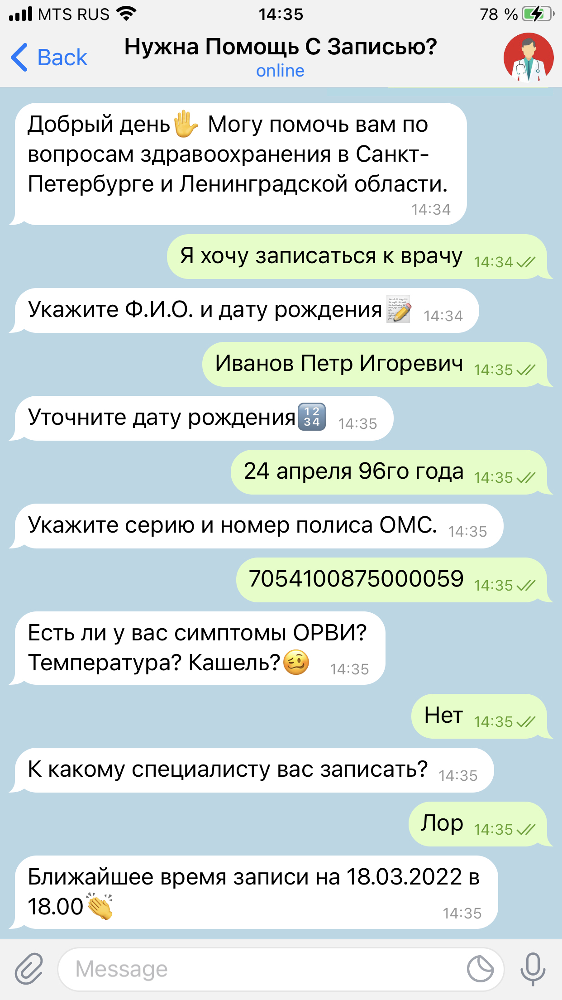 MTS RUS 14:35 78 %
Back Нужна Помощь С Записью?
online
Добрый день✋ Могу помочь вам по
вопросам здравоохранения в Санкт-
Петербурге и Ленинградской области.
14:34
Я хочу записаться к врачу 14:34
Укажите Ф.И.О. и дату рождения📝 14:34
Иванов Петр Игоревич 14:35
Уточните дату рождения🔢 14:35
24 апреля 96го года 14:35
Укажите серию и номер полиса ОМС. 14:35
7054100875000059 14:35
Есть ли у вас симптомы ОРВИ?
Температура? Кашель?🥴 14:35
Нет 14:35
К какому специалисту вас записать? 14:35
Лор 14:35
Ближайшее время записи на 18.03.2022 в
18.00👏 14:35
Message